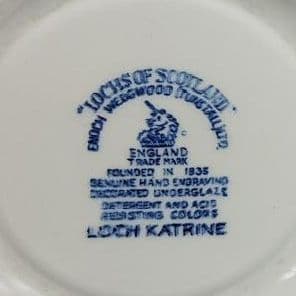 "LOCHS OF SCOTLAND"
ENOCH WEDGWOOD (TUNSTALL) LTD.
ENGLAND
TRADE MARK
FOUNDED IN 1835
GENUINE HAND ENGRAVING
DECORATED UNDERGLAZE
DETERGENT AND ACID
RESISTING COLORS
LOCH KATRINE